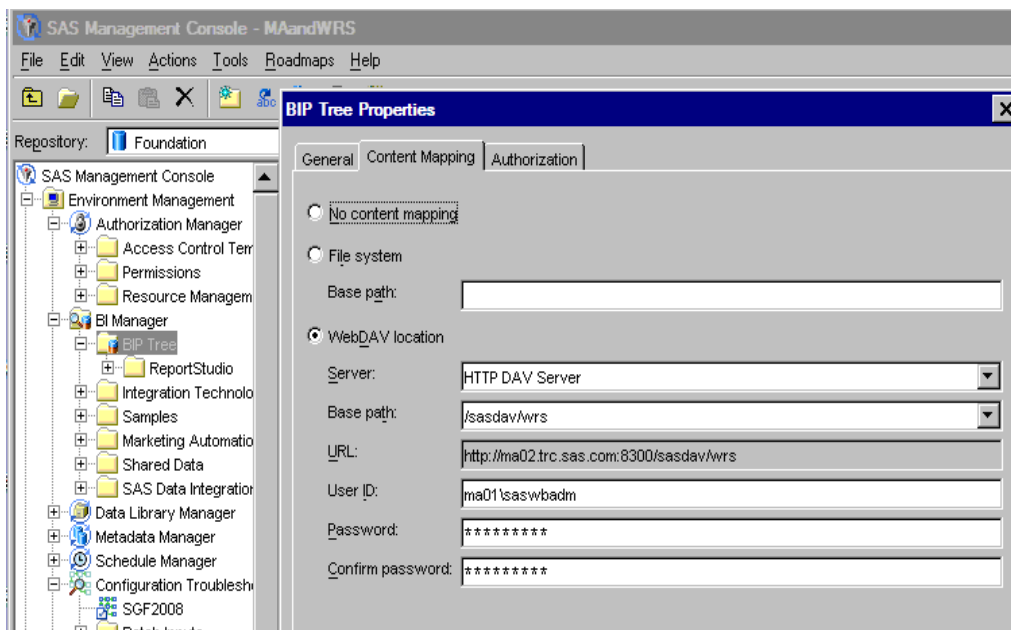 SAS Management Console - MAandWRS
File Edit View Actions Tools Roadmaps Help
abc
Repository: Foundation
SAS Management Console
Environment Management
Authorization Manager
Access Control Tem
Permissions
Resource Managem
BI Manager
BIP Tree
ReportStudio
Integration Technolo
Samples
Marketing Automatio
Shared Data
SAS Data Integration
Data Library Manager
Metadata Manager
Schedule Manager
Configuration Troublesh
SGF2008
BIP Tree Properties
General Content Mapping Authorization
No content mapping
File system
Base path:
WebDAV location
Server: HTTP DAV Server
Base path: /sasdav/wrs
URL: http://ma02.trc.sas.com:8300/sasdav/wrs
User ID: ma01\saswbadm
Password: *********
Confirm password: *********